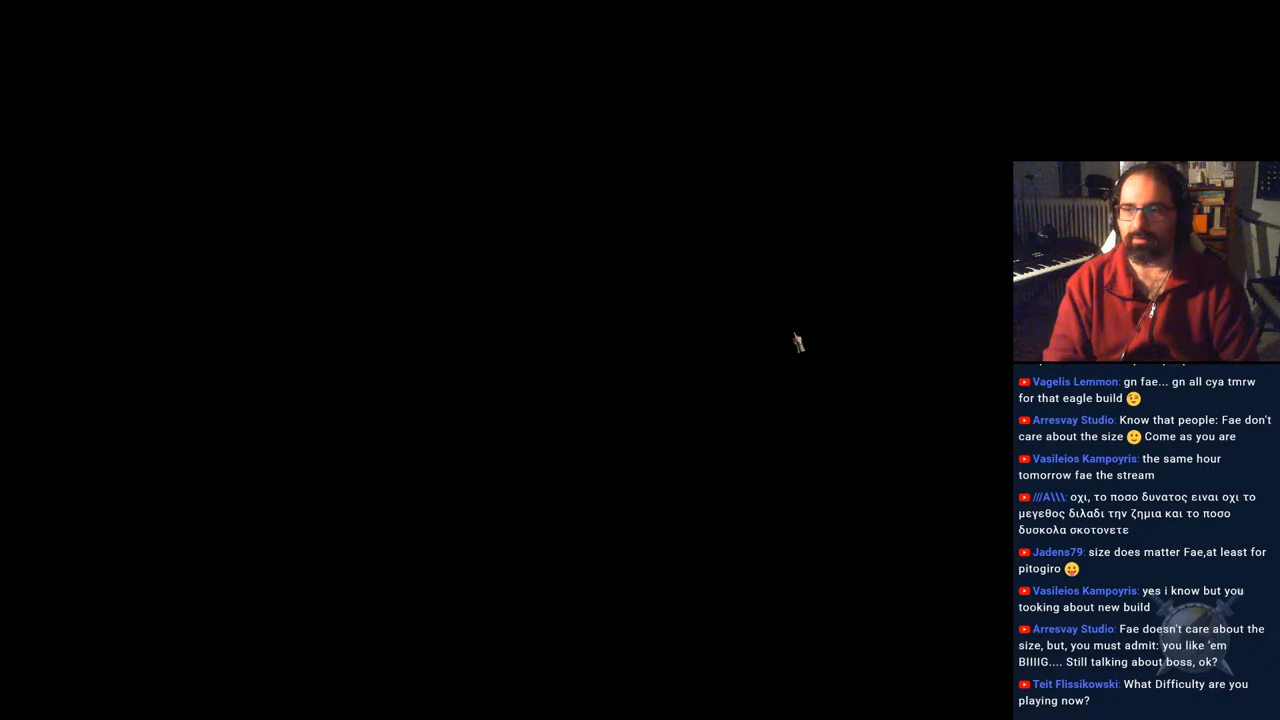 Vagelis Lemmon: gn fae... gn all cya tmrw
for that eagle build
Arresvay Studio: Know that people: Fae don't
care about the size Come as you are
Vasileios Kampoyris: the same hour
tomorrow fae the stream
///A\\\: οχι, το ποσο δυνατος ειναι οχι το
μεγεθος διλαδι την ζημια και το ποσο
δυσκολα σκοτονετε
Jadens79: size does matter Fae,at least for
pitogiro
Vasileios Kampoyris: yes i know but you
tooking about new build
Arresvay Studio: Fae doesn't care about the
size, but, you must admit: you like 'em
BIIIIG.... Still talking about boss, ok?
Teit Flissikowski: What Difficulty are you
playing now?